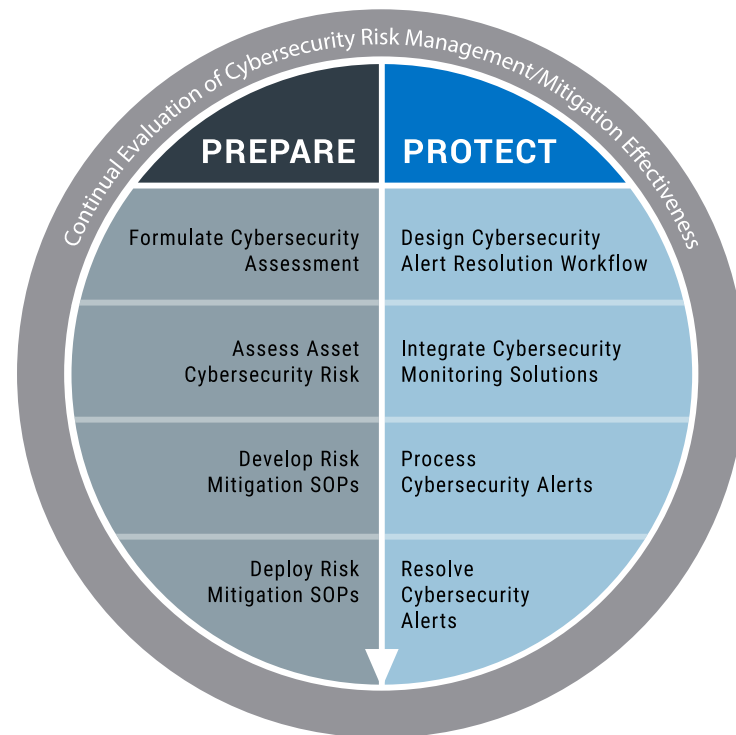 Continual Evaluation of Cybersecurity Risk Management/Mitigation Effectiveness
PREPARE
Formulate Cybersecurity
Assessment
Assess Asset
Cybersecurity Risk
Develop Risk
Mitigation SOPs
Deploy Risk
Mitigation SOPs
PROTECT
Design Cybersecurity
Alert Resolution Workflow
Integrate Cybersecurity
Monitoring Solutions
Process
Cybersecurity Alerts
Resolve
Cybersecurity
Alerts